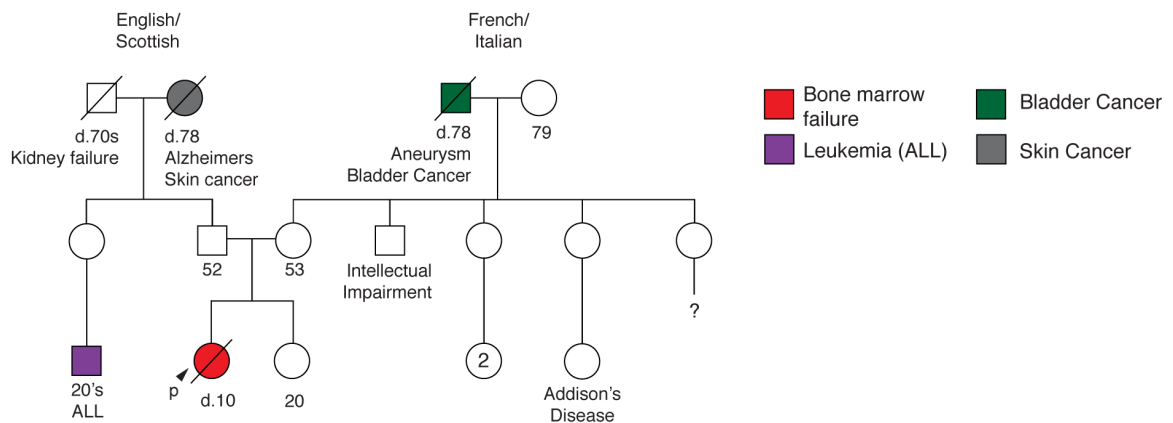 English/
Scottish
French/
Italian
Bone marrow
failure
Bladder Cancer
Leukemia (ALL)
Skin Cancer
d.70s
Kidney failure
d.78
Alzheimers
Skin cancer
d.78
Aneurysm
Bladder Cancer
79
52
53
Intellectual
Impairment
?
20's
ALL
p
d.10
20
2
Addison's
Disease